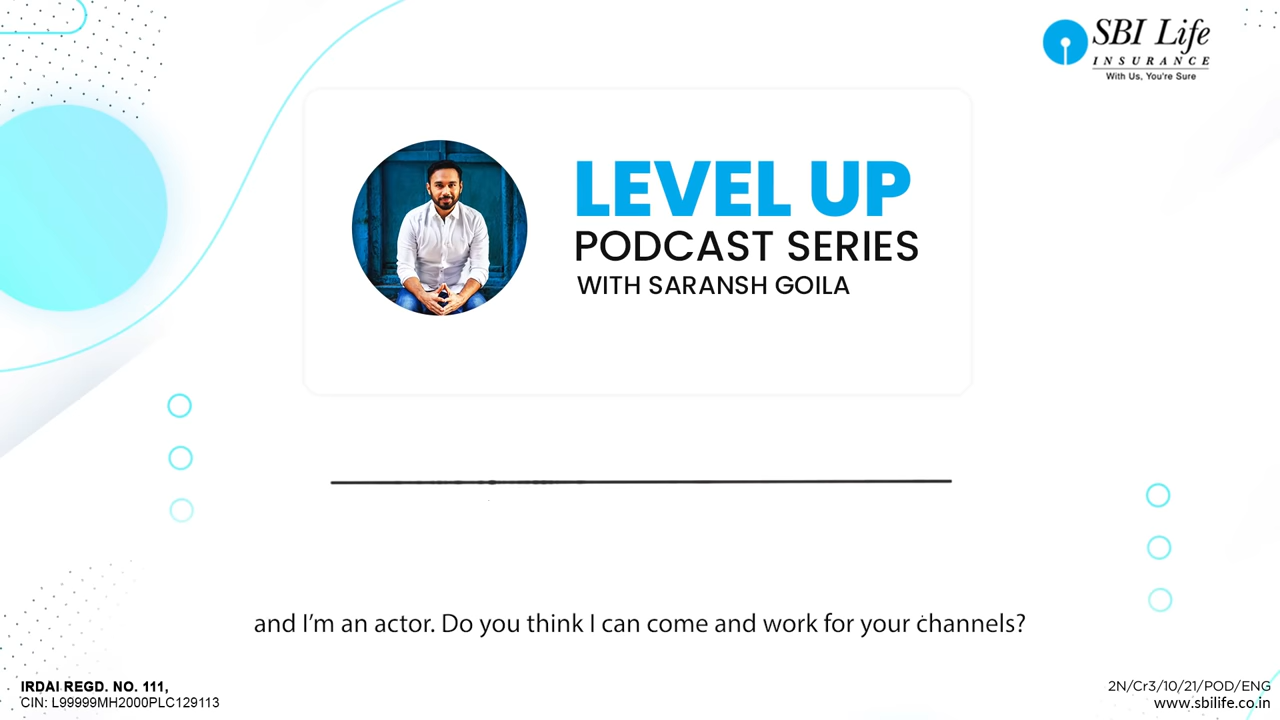 SBI Life
INSURANCE
With Us, You're Sure
LEVEL UP
PODCAST SERIES
WITH SARANSH GOILA
and I'm an actor. Do you think I can come and work for your channels?
IRDAI REGD. NO. 111,
CIN: L99999MH2000PLC129113
2N/Cr3/10/21/POD/ENG
www.sbilife.co.in